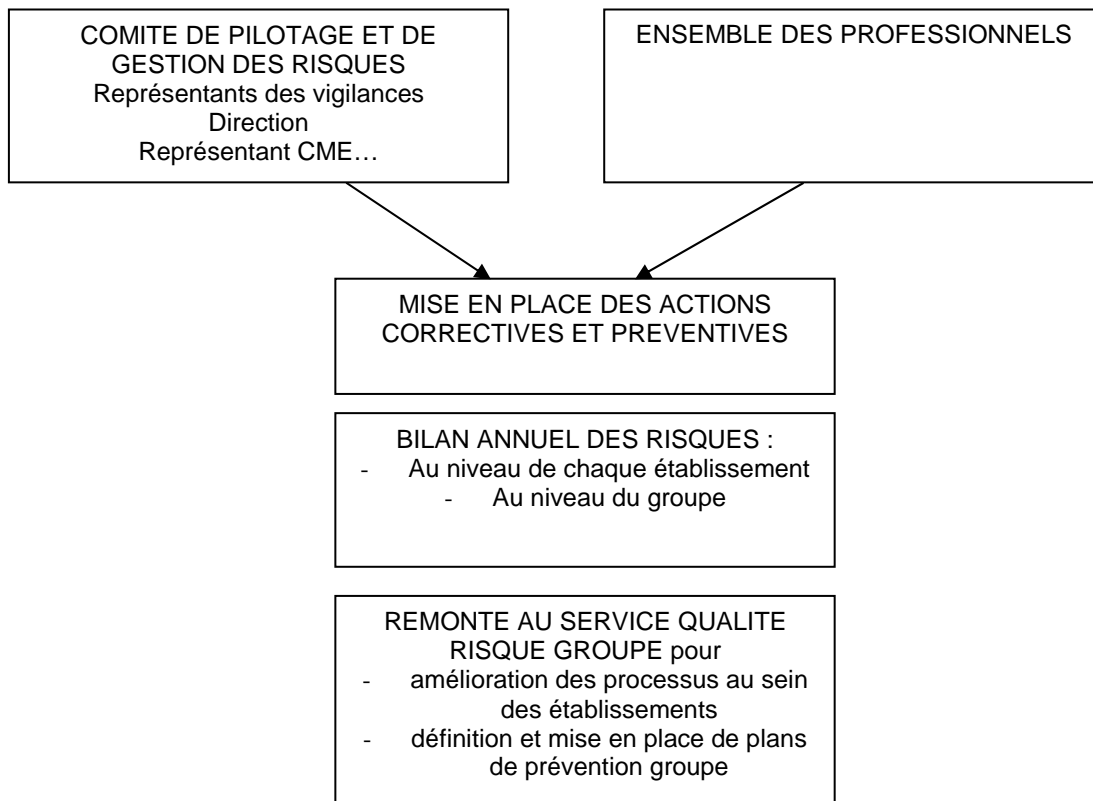 COMITE DE PILOTAGE ET DE
GESTION DES RISQUES
Représentants des vigilances
Direction
Représentant CME…
ENSEMBLE DES PROFESSIONNELS
MISE EN PLACE DES ACTIONS
CORRECTIVES ET PREVENTIVES
BILAN ANNUEL DES RISQUES :
- Au niveau de chaque établissement
- Au niveau du groupe
REMONTE AU SERVICE QUALITE
RISQUE GROUPE pour
- amélioration des processus au sein
des établissements
- définition et mise en place de plans
de prévention groupe